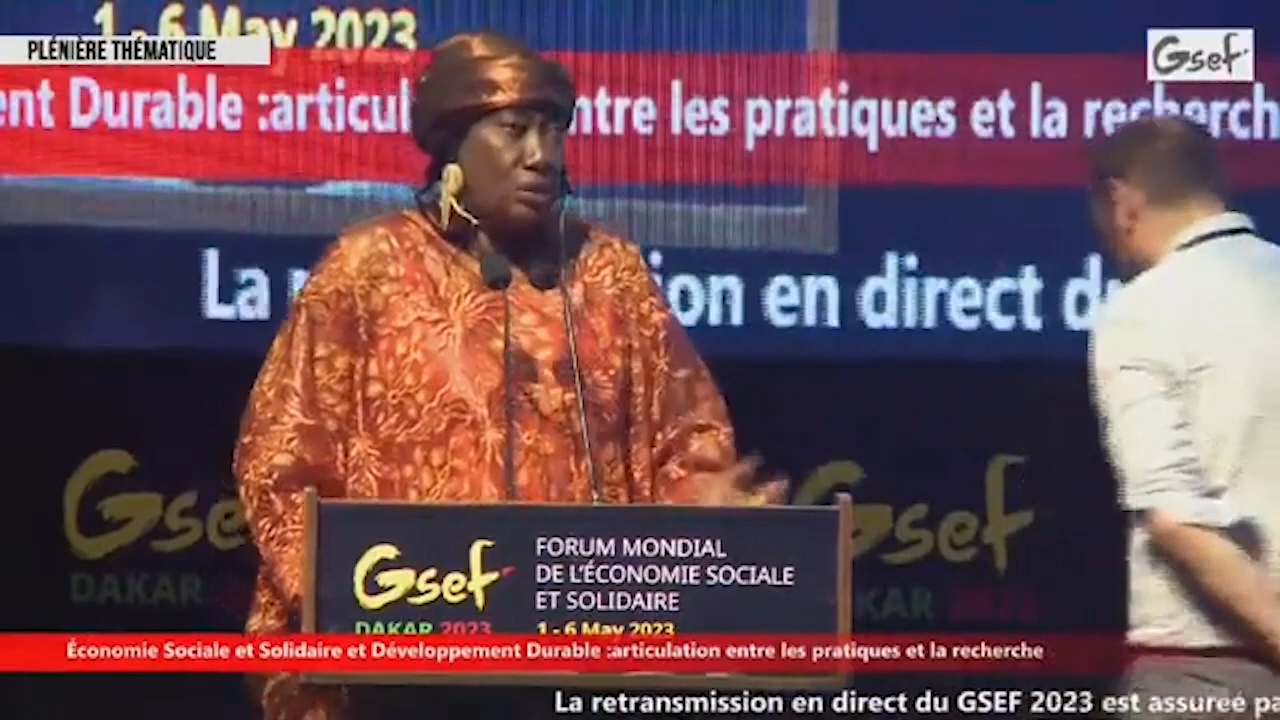 1 - 6 May 2023
PLÉNIÈRE THÉMATIQUE
Gsef
ent Durable :articul entre les pratiques et la recherch
La ion en direct
Gsef
DAKAR
Gsef
DAKAR 2023
FORUM MONDIAL
DE L'ÉCONOMIE SOCIALE
ET SOLIDAIRE
1 - 6 May 2023
Gsef
KAR 2023
Économie Sociale et Solidaire et Développement Durable :articulation entre les pratiques et la recherche
La retransmission en direct du GSEF 2023 est assurée pa